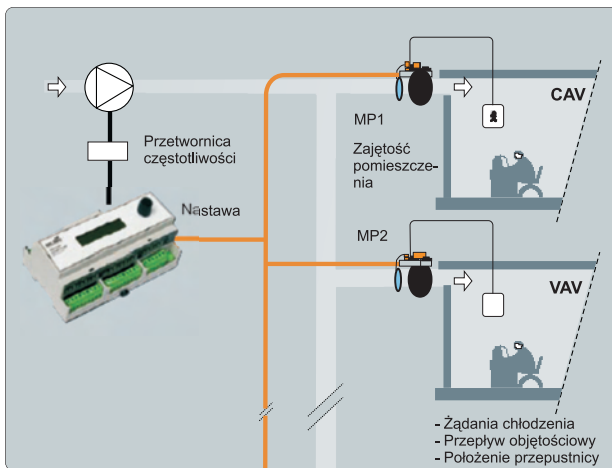 Przetwornica
częstotliwości
Nastawa
MP1
Zajętość
pomieszcze-
nia
CAV
MP2
VAV
- Żądania chłodzenia
- Przepływ objętościowy
- Położenie przepustnicy